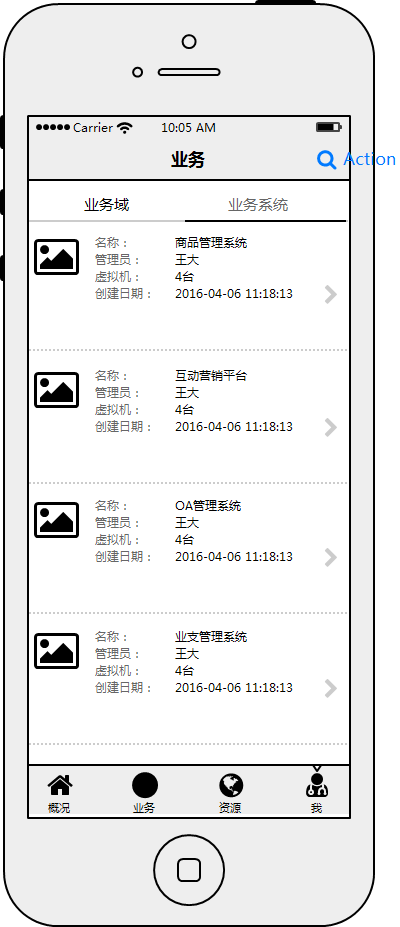 Carrier 10:05 AM
业务
Action
业务域 业务系统
名称： 商品管理系统
管理员： 王大
虚拟机： 4台
创建日期： 2016-04-06 11:18:13
名称： 互动营销平台
管理员： 王大
虚拟机： 4台
创建日期： 2016-04-06 11:18:13
名称： OA管理系统
管理员： 王大
虚拟机： 4台
创建日期： 2016-04-06 11:18:13
名称： 业支管理系统
管理员： 王大
虚拟机： 4台
创建日期： 2016-04-06 11:18:13
概况 业务 资源 我